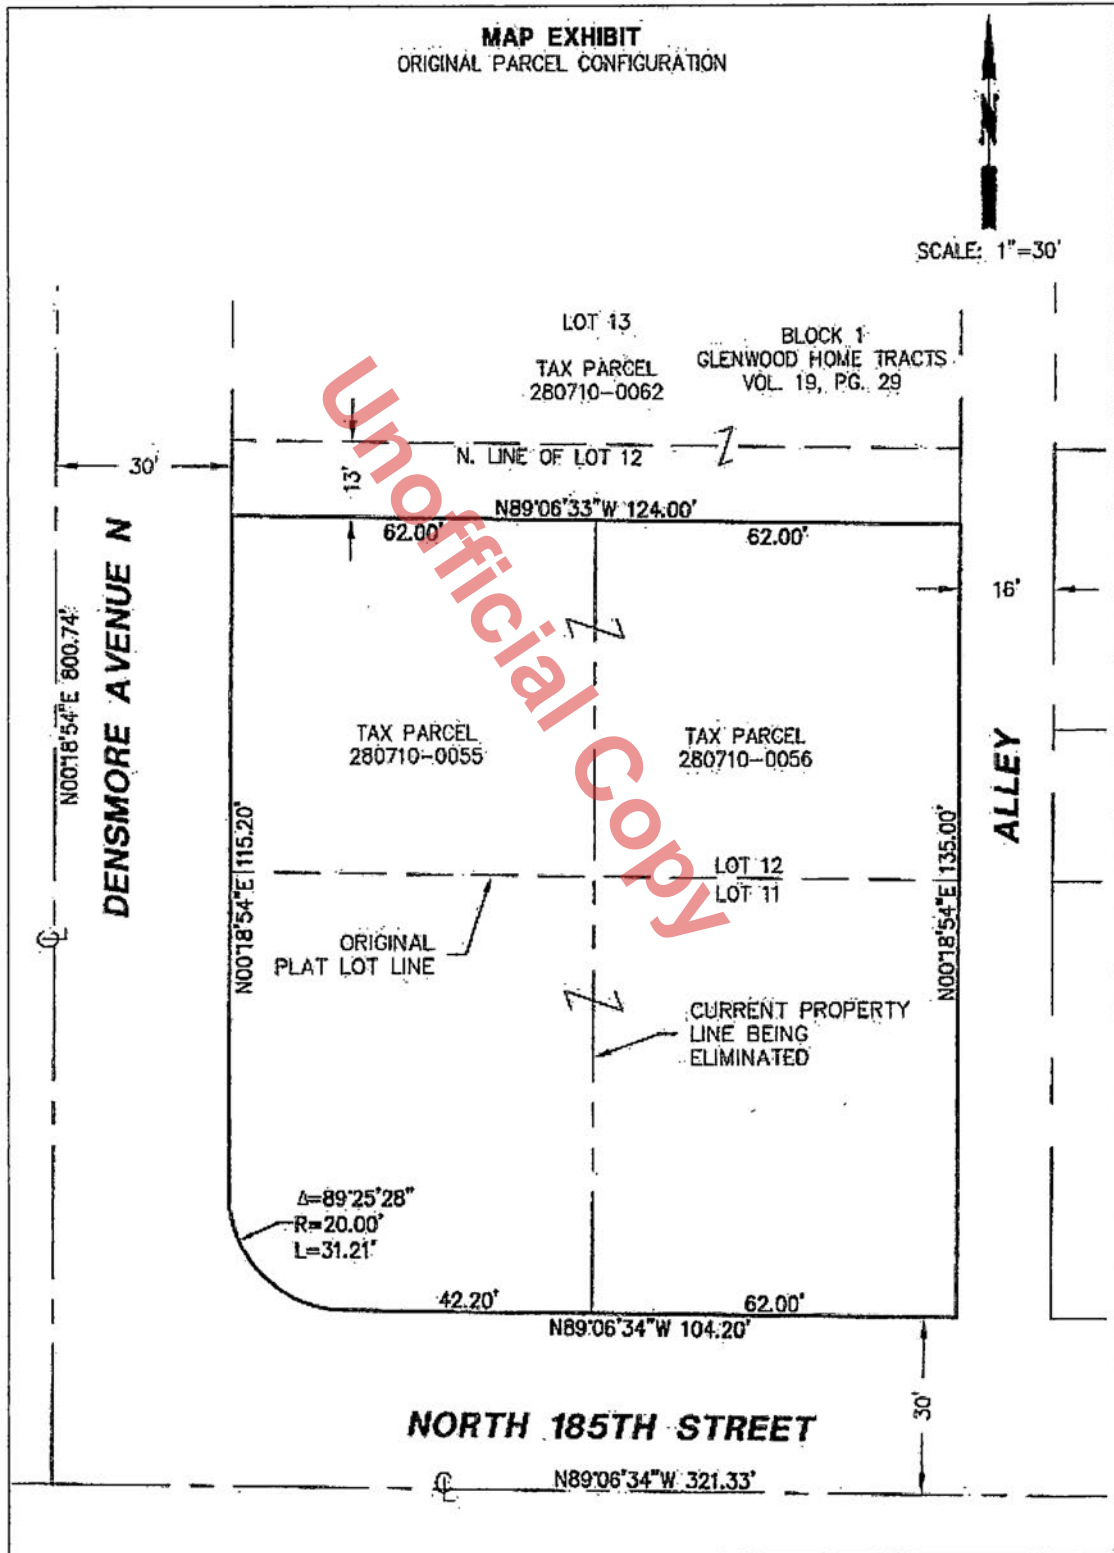 MAP EXHIBIT
ORIGINAL PARCEL CONFIGURATION
N
SCALE: 1"=30'
LOT 13
TAX PARCEL
280710-0062
BLOCK 1
GLENWOOD HOME TRACTS
VOL. 19, PG. 29
30'
13'
N. LINE OF LOT 12
N89°06'33"W 124.00'
62.00'
62.00'
16'
N00°18'54"E 800.74'
DENSMORE AVENUE N
TAX PARCEL
280710-0055
TAX PARCEL
280710-0056
ALLEY
N00°18'54"E 115.20'
LOT 12
LOT 11
N00°18'54"E 135.00'
ORIGINAL
PLAT LOT LINE
CURRENT PROPERTY
LINE BEING
ELIMINATED
Δ=89°25'28"
R=20.00'
L=31.21'
42.20'
62.00'
N89°06'34"W 104.20'
30'
NORTH 185TH STREET
N89°06'34"W 321.33'
℄
℄
Unofficial Copy